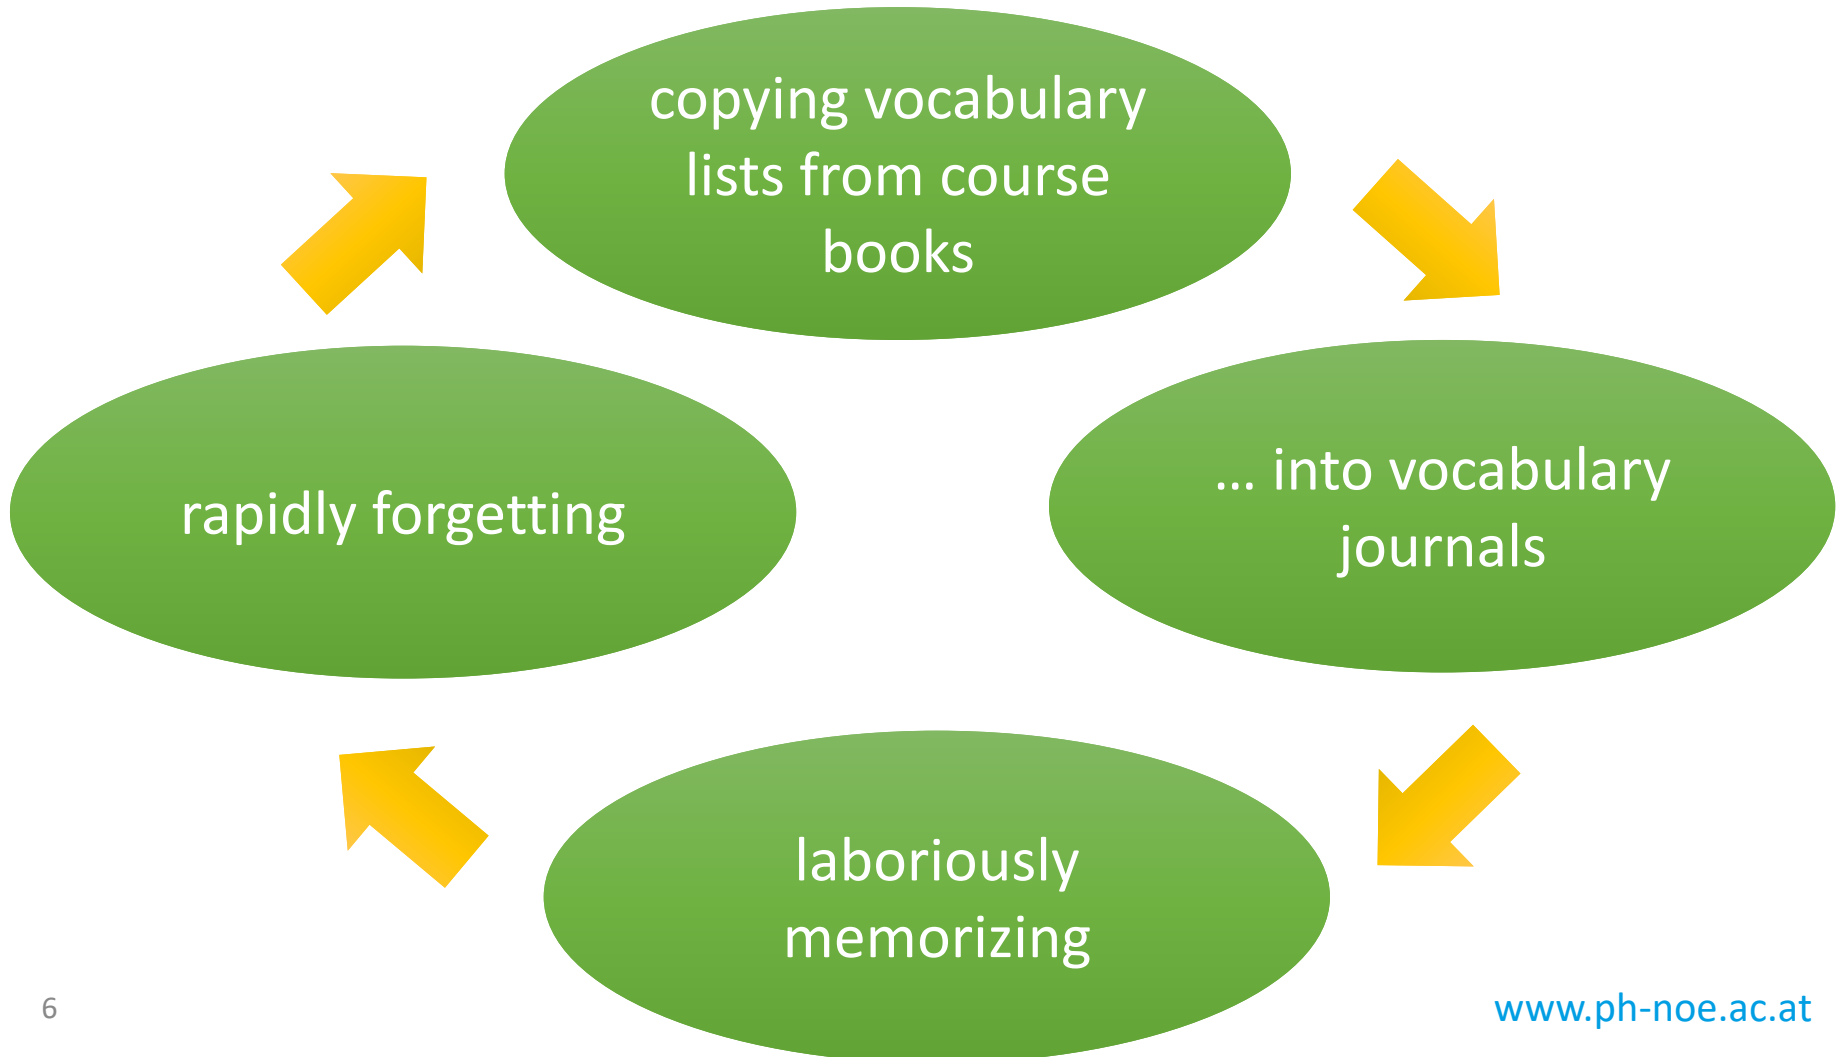 copying vocabulary
lists from course
books
... into vocabulary
journals
laboriously
memorizing
rapidly forgetting
6
www.ph-noe.ac.at